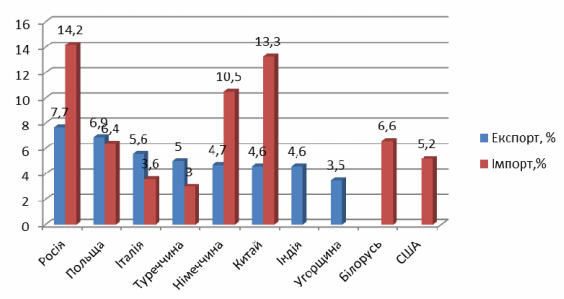 16
14
12
10
8
6
4
2
0
7,7
14,2
6,9
6,4
5,6
3,6
5
3
4,7
10,5
4,6
13,3
4,6
3,5
6,6
5,2
Росія
Польща
Італія
Туреччина
Німеччина
Китай
Індія
Угорщина
Білорусь
США
Експорт, %
Імпорт,%